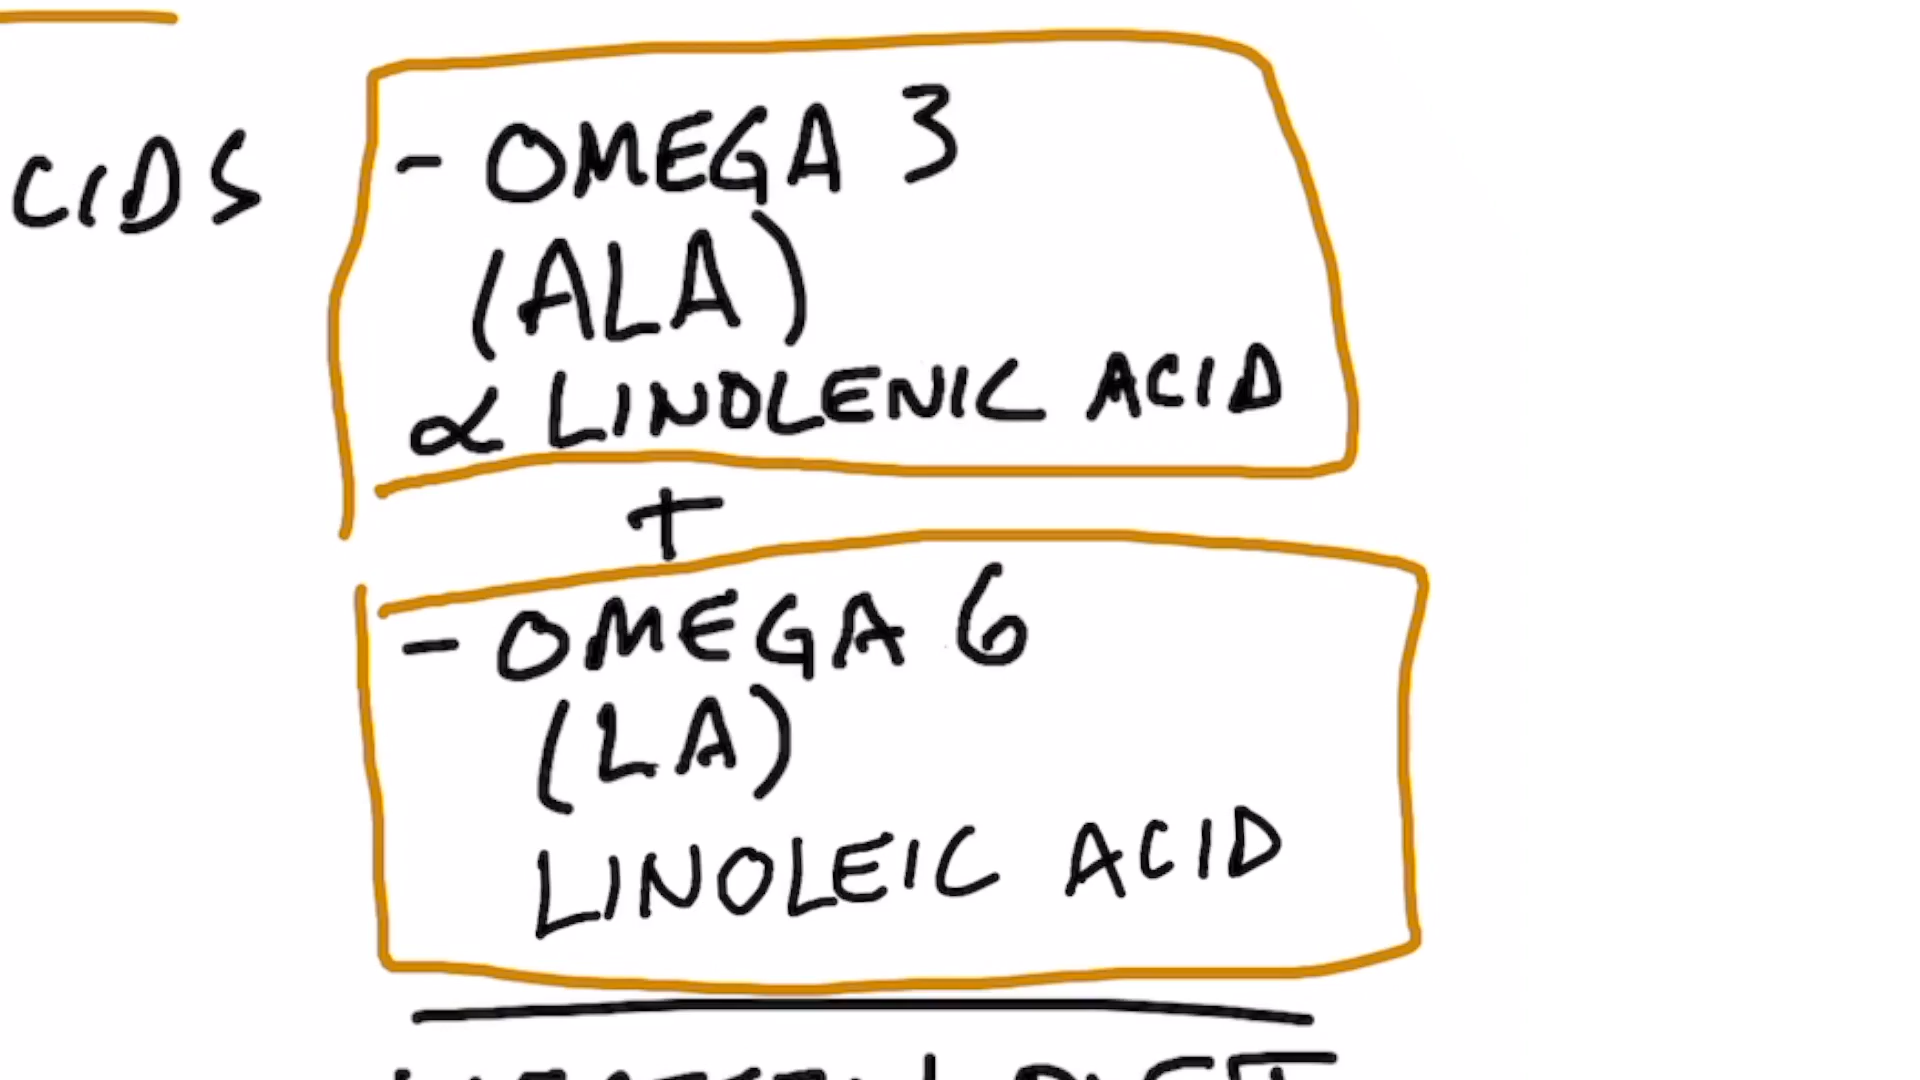 - OMEGA 3
CIDS
(ALA)
α LINOLENIC ACID
+
- OMEGA 6
(LA)
LINOLEIC ACID